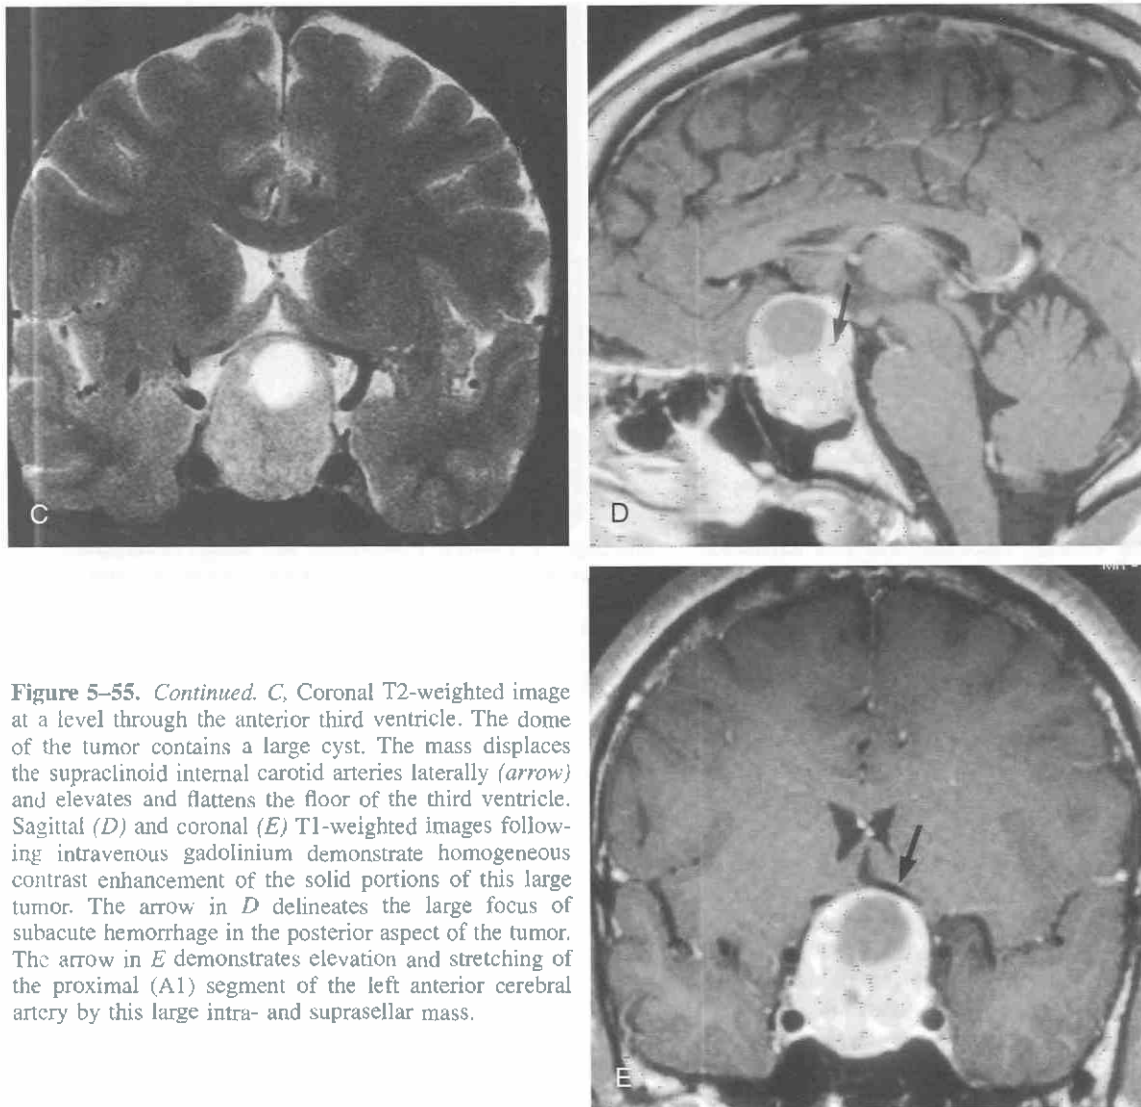 C
D
MR -
Figure 5–55. Continued. C, Coronal T2-weighted image
at a level through the anterior third ventricle. The dome
of the tumor contains a large cyst. The mass displaces
the supraclinoid internal carotid arteries laterally (arrow)
and elevates and flattens the floor of the third ventricle.
Sagittal (D) and coronal (E) T1-weighted images follow-
ing intravenous gadolinium demonstrate homogeneous
contrast enhancement of the solid portions of this large
tumor. The arrow in D delineates the large focus of
subacute hemorrhage in the posterior aspect of the tumor.
The arrow in E demonstrates elevation and stretching of
the proximal (A1) segment of the left anterior cerebral
artery by this large intra- and suprasellar mass.
E